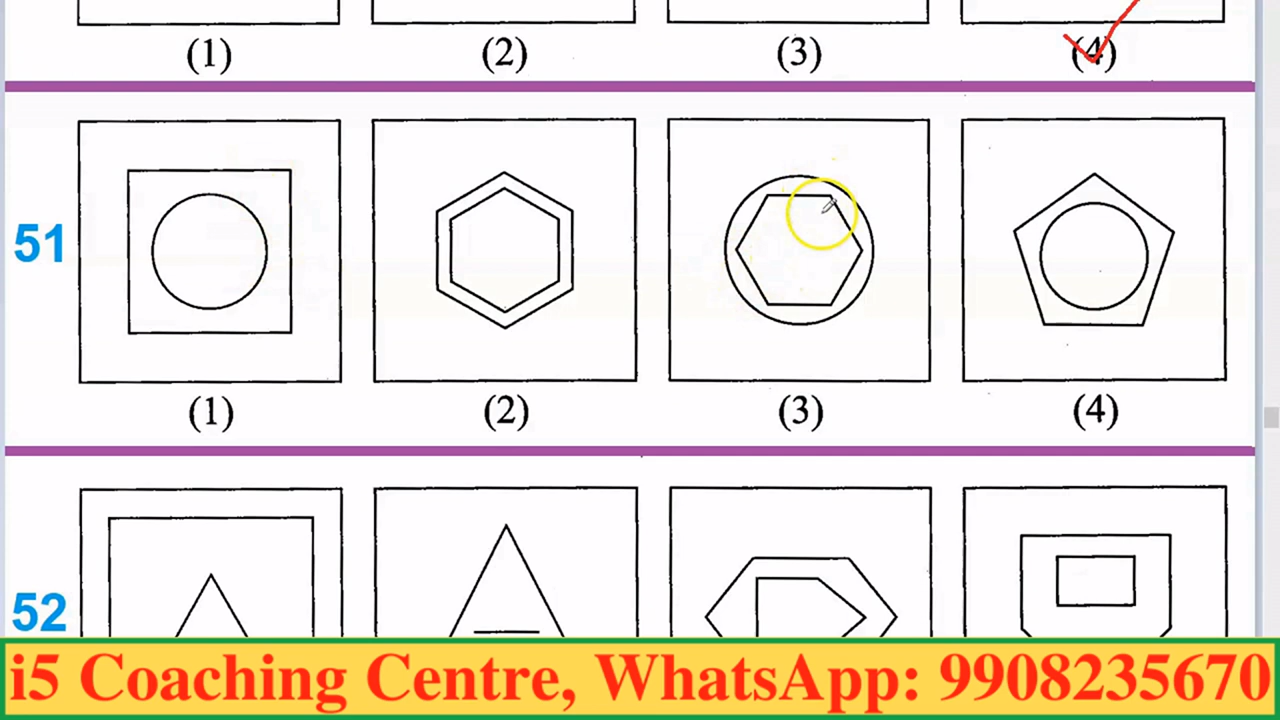 (1) (2) (3) (4)
51
(1) (2) (3) (4)
52
i5 Coaching Centre, WhatsApp: 9908235670